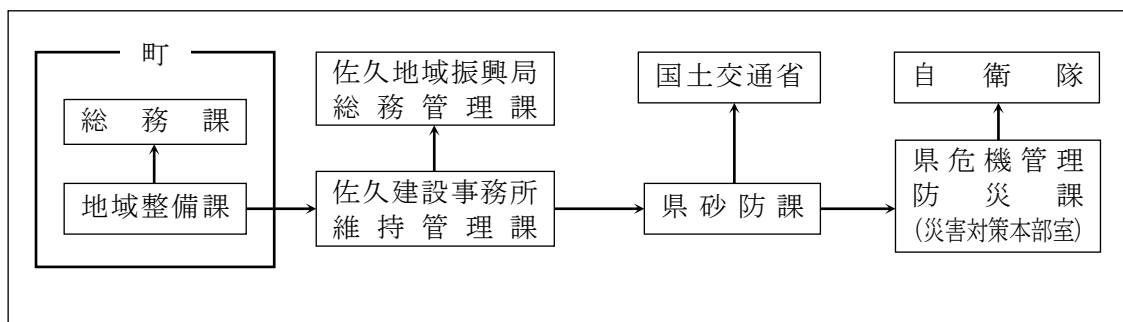 町
総務課
地域整備課
佐久地域振興局
総務管理課
佐久建設事務所
維持管理課
国土交通省
県砂防課
自衛隊
県危機管理
防災課
(災害対策本部室)